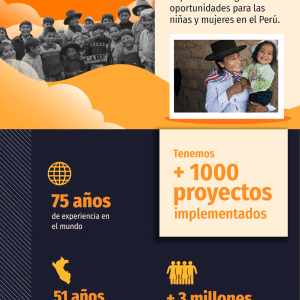 oportunidades para las
niñas y mujeres en el Perú.
CARE
75 años
de experiencia en
el mundo
Tenemos
+ 1000
proyectos
implementados
51 años
+ 3 millones